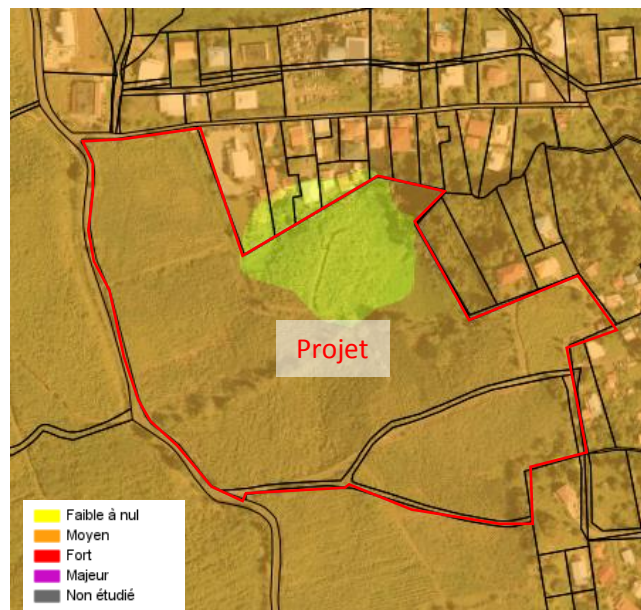 Projet
Faible à nul
Moyen
Fort
Majeur
Non étudié